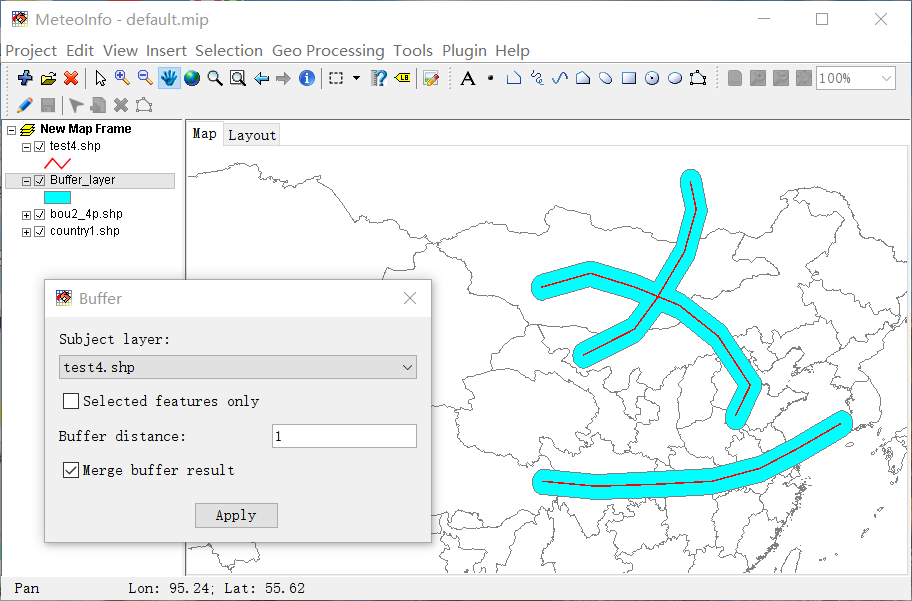 MeteoInfo - default.mip
Project Edit View Insert Selection Geo Processing Tools Plugin Help
A LB 100%
New Map Frame
Map Layout
test4.shp
Buffer_layer
bou2_4p.shp
country1.shp
Buffer
Subject layer:
test4.shp
Selected features only
Buffer distance: 1
Merge buffer result
Apply
Pan Lon: 95.24; Lat: 55.62